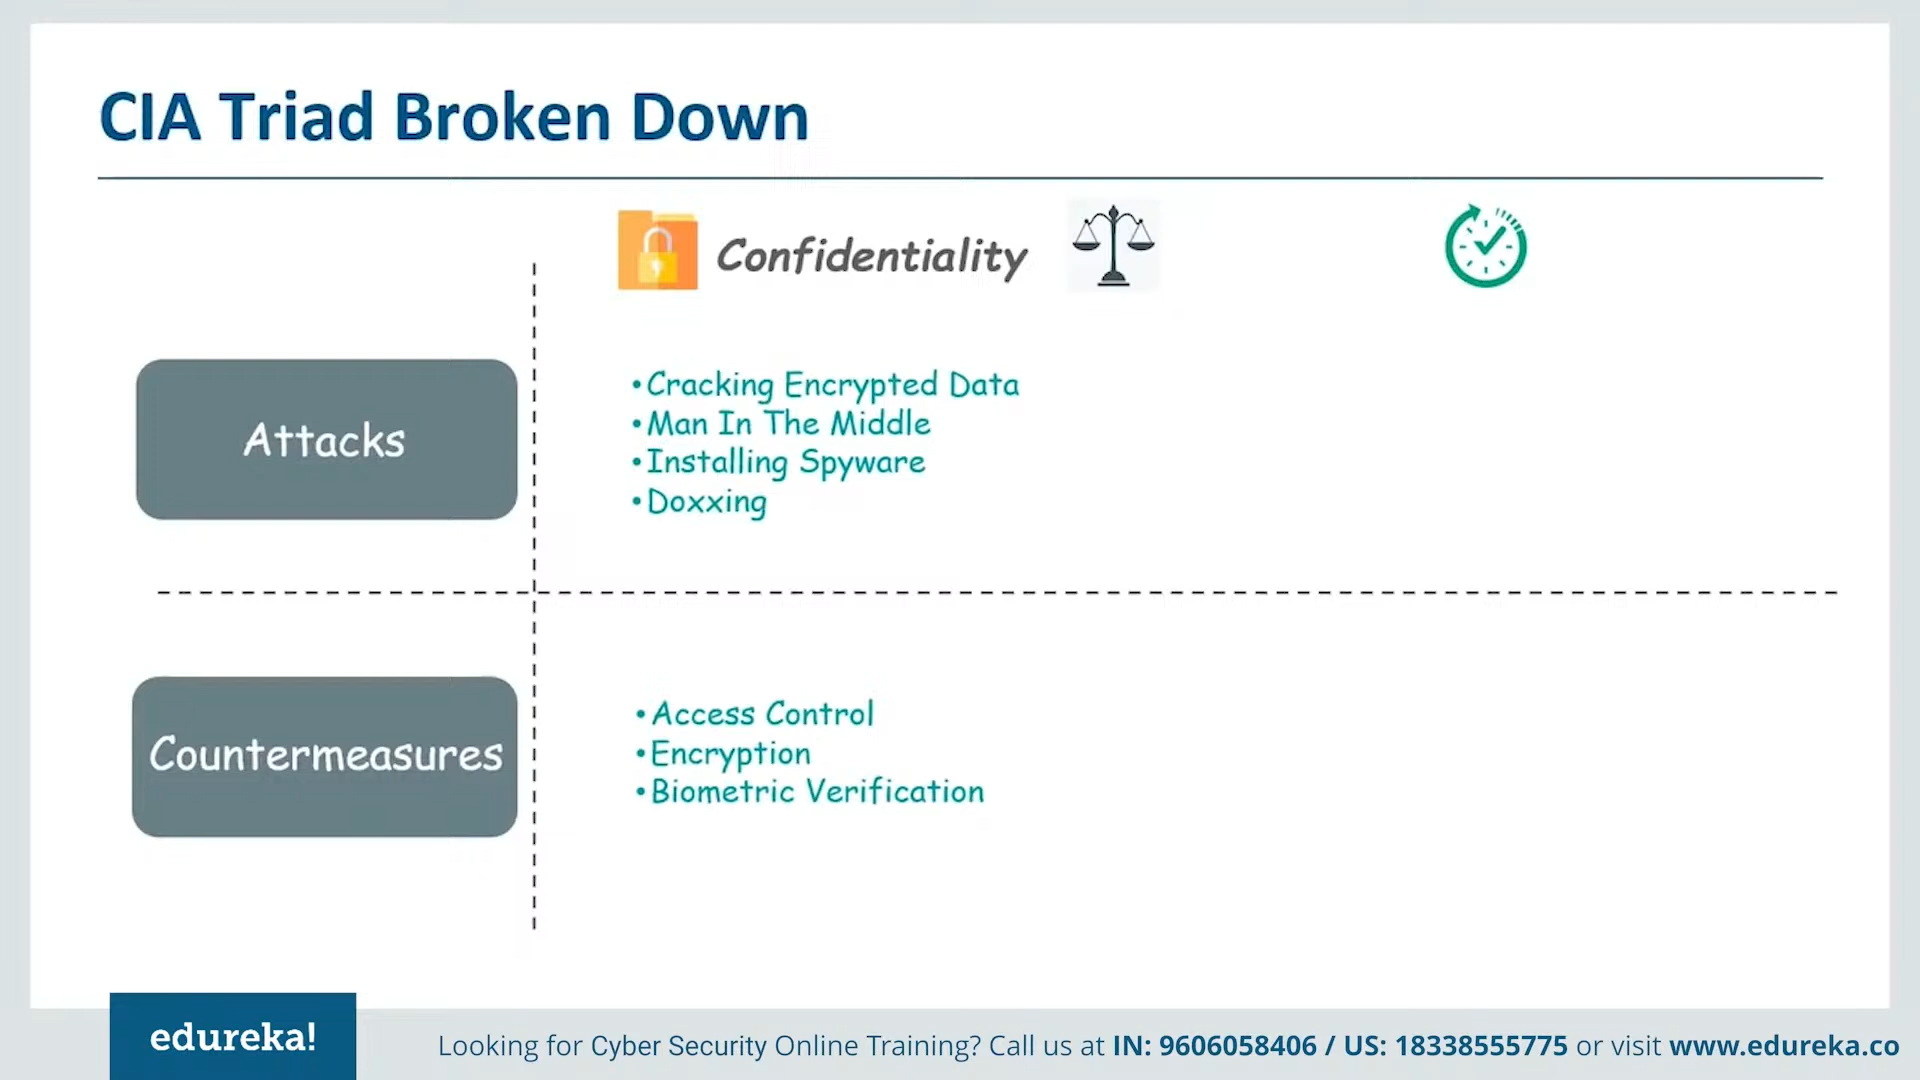 CIA Triad Broken Down
Confidentiality
Attacks
•Cracking Encrypted Data
•Man In The Middle
•Installing Spyware
•Doxxing
Countermeasures
•Access Control
•Encryption
•Biometric Verification
edureka!
Looking for Cyber Security Online Training? Call us at IN: 9606058406 / US: 18338555775 or visit www.edureka.co